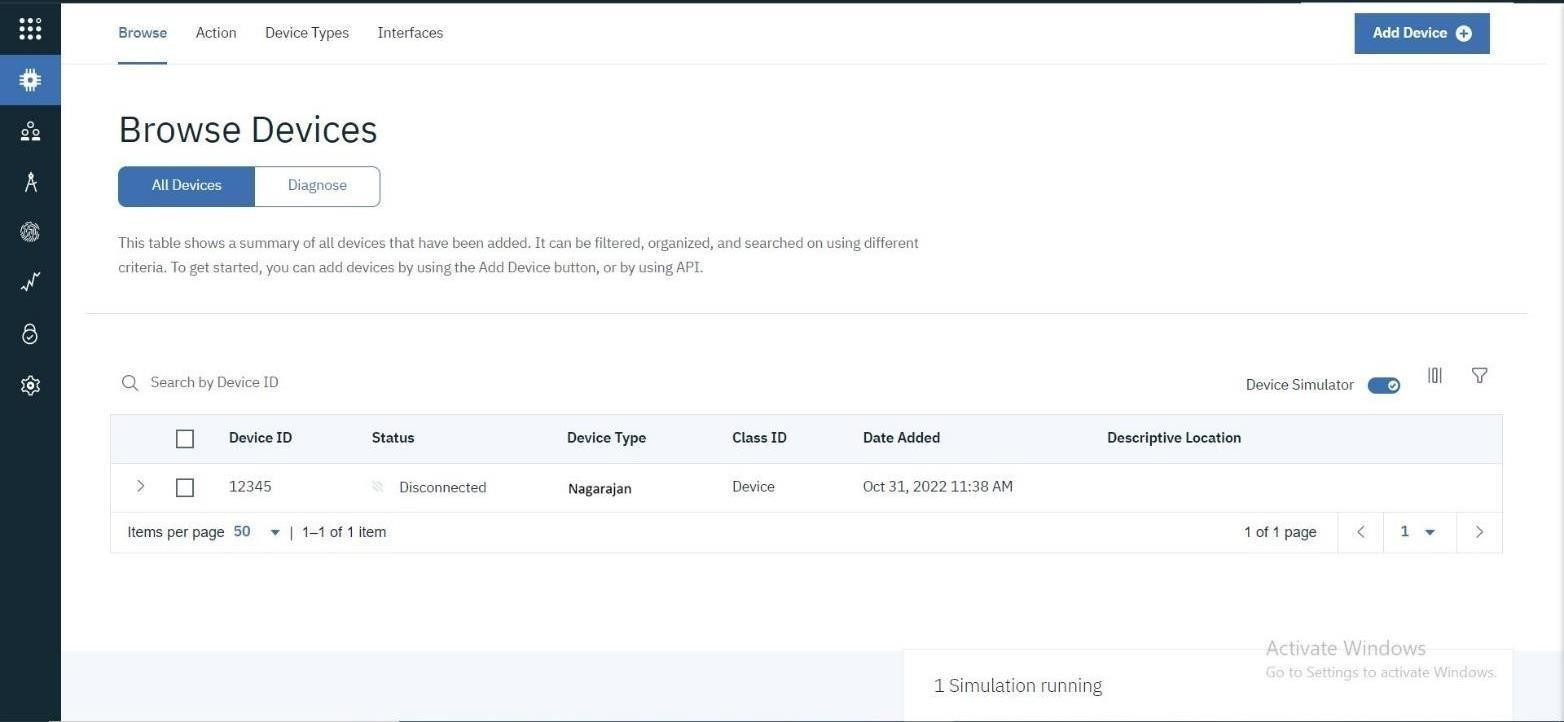 Browse Action Device Types Interfaces Add Device
Browse Devices
All Devices Diagnose
This table shows a summary of all devices that have been added. It can be filtered, organized, and searched on using different
criteria. To get started, you can add devices by using the Add Device button, or by using API.
Search by Device ID Device Simulator
Device ID Status Device Type Class ID Date Added Descriptive Location
12345 Disconnected Nagarajan Device Oct 31, 2022 11:38 AM
Items per page 50 | 1–1 of 1 item 1 of 1 page 1
Activate Windows
Go to Settings to activate Windows.
1 Simulation running